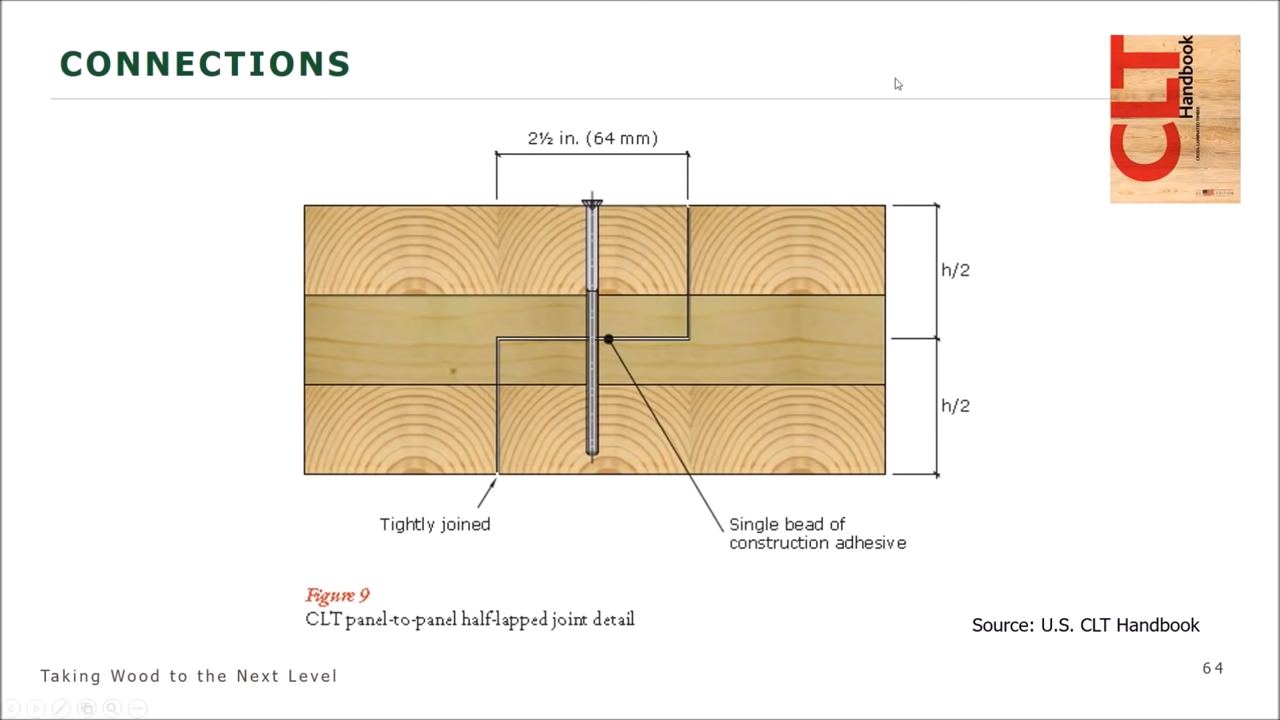 CONNECTIONS
CLT
Handbook
2½ in. (64 mm)
h/2
h/2
Tightly joined
Single bead of
construction adhesive
Figure 9
CLT panel-to-panel half-lapped joint detail
Source: U.S. CLT Handbook
Taking Wood to the Next Level
64